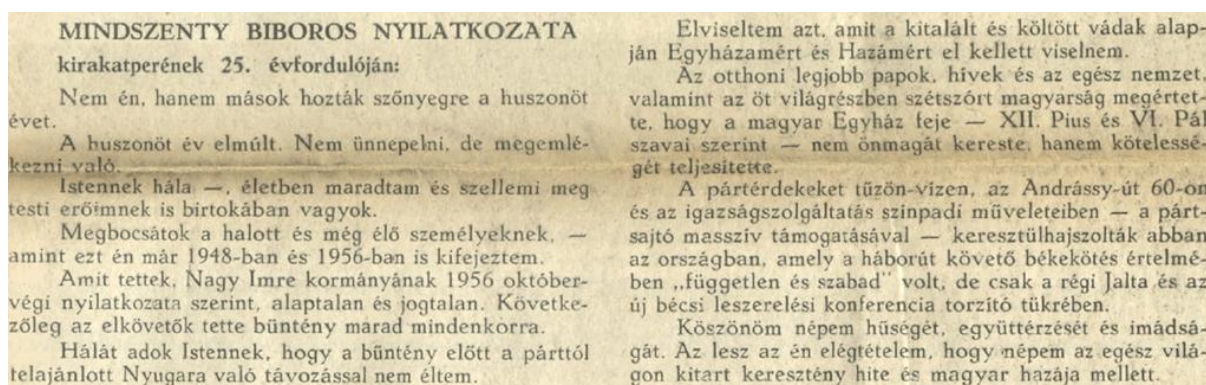 MINDSZENTY BIBOROS NYILATKOZATA
kirakatperének 25. évfordulóján:
Nem én, hanem mások hozták szőnyegre a huszonöt
évet.
A huszonöt év elmúlt. Nem ünnepelni, de megemlé-
kezni való.
Istennek hála —, életben maradtam és szellemi meg
testi erőimnek is birtokában vagyok.
Megbocsátok a halott és még élő személyeknek, —
amint ezt én már 1948-ban és 1956-ban is kifejeztem.
Amit tettek, Nagy Imre kormányának 1956 október-
végi nyilatkozata szerint, alaptalan és jogtalan. Követke-
zőleg az elkövetők tette bűntény marad mindenkorra.
Hálát adok Istennek, hogy a bűntény előtt a párttól
felajánlott Nyugara való távozással nem éltem.
Elviseltem azt, amit a kitalált és költött vádak alap-
ján Egyházamért és Hazámért el kellett viselnem.
Az otthoni legjobb papok, hívek és az egész nemzet,
valamint az öt világrészben szétszórt magyarság megértet-
te, hogy a magyar Egyház feje — XII. Pius és VI. Pál
szavai szerint — nem önmagát kereste, hanem kötelessé-
gét teljesítette.
A pártérdekeket tűzön-vizen, az Andrássy-út 60-on
és az igazságszolgáltatás színpadi műveleteiben — a párt-
sajtó masszív támogatásával — keresztülhajszolták abban
az országban, amely a háborút követő békekötés értelmé-
ben „független és szabad" volt, de csak a régi Jalta és az
új bécsi leszerelési konferencia torzító tükrében.
Köszönöm népem hűségét, együttérzését és imádsá-
gát. Az lesz az én elégtételem, hogy népem az egész vilá-
gon kitart keresztény hite és magyar hazája mellett.